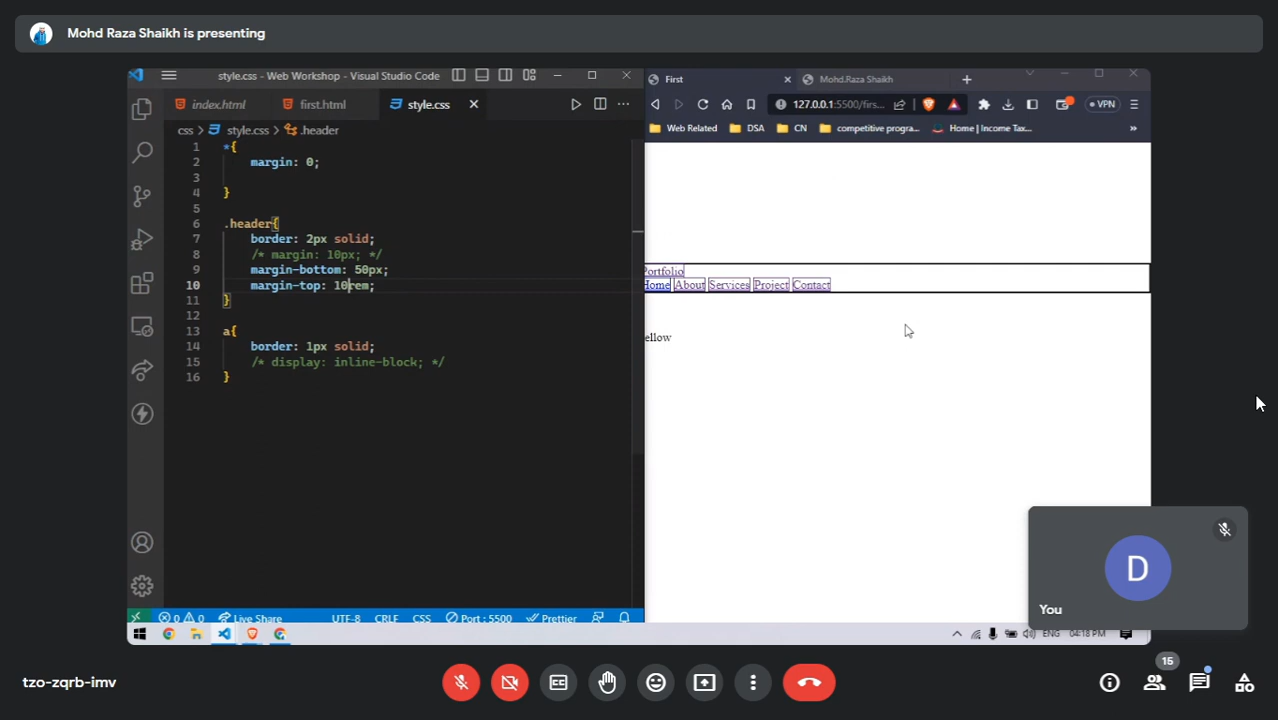 Mohd Raza Shaikh is presenting
style.css - Web Workshop - Visual Studio Code
index.html
first.html
style.css
css > style.css > .header
1 *{
2 margin: 0;
3
4 }
5
6 .header{
7 border: 2px solid;
8 /* margin: 10px; */
9 margin-bottom: 50px;
10 margin-top: 10rem;
11 }
12
13 a{
14 border: 1px solid;
15 /* display: inline-block; */
16 }
0 0 Live Share UTF-8 CRLF CSS Port : 5500 Prettier
First
Mohd.Raza Shaikh
127.0.0.1:5500/firs...
VPN
Web Related DSA CN competitive progra... Home | Income Tax...
Portfolio
Home About Services Project Contact
ellow
ENG 04:18 PM
D
You
tzo-zqrb-imv
CC
15